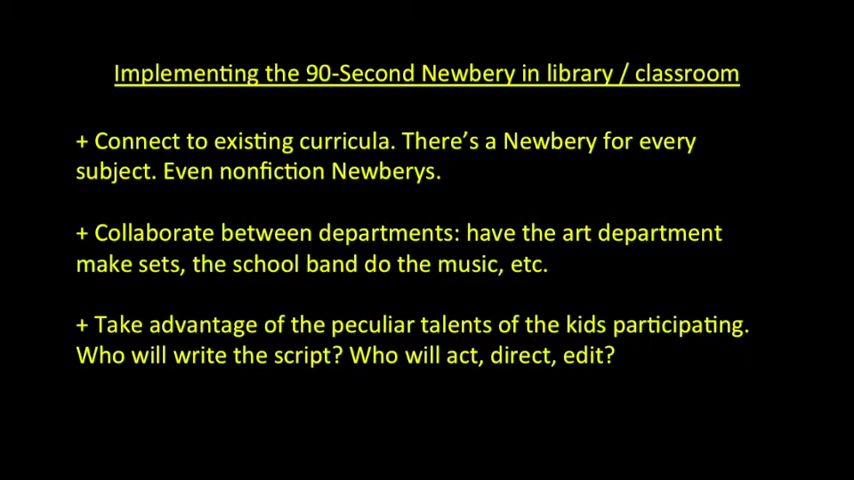 Implementing the 90-Second Newbery in library / classroom
+ Connect to existing curricula. There’s a Newbery for every
subject. Even nonfiction Newberys.
+ Collaborate between departments: have the art department
make sets, the school band do the music, etc.
+ Take advantage of the peculiar talents of the kids participating.
Who will write the script? Who will act, direct, edit?